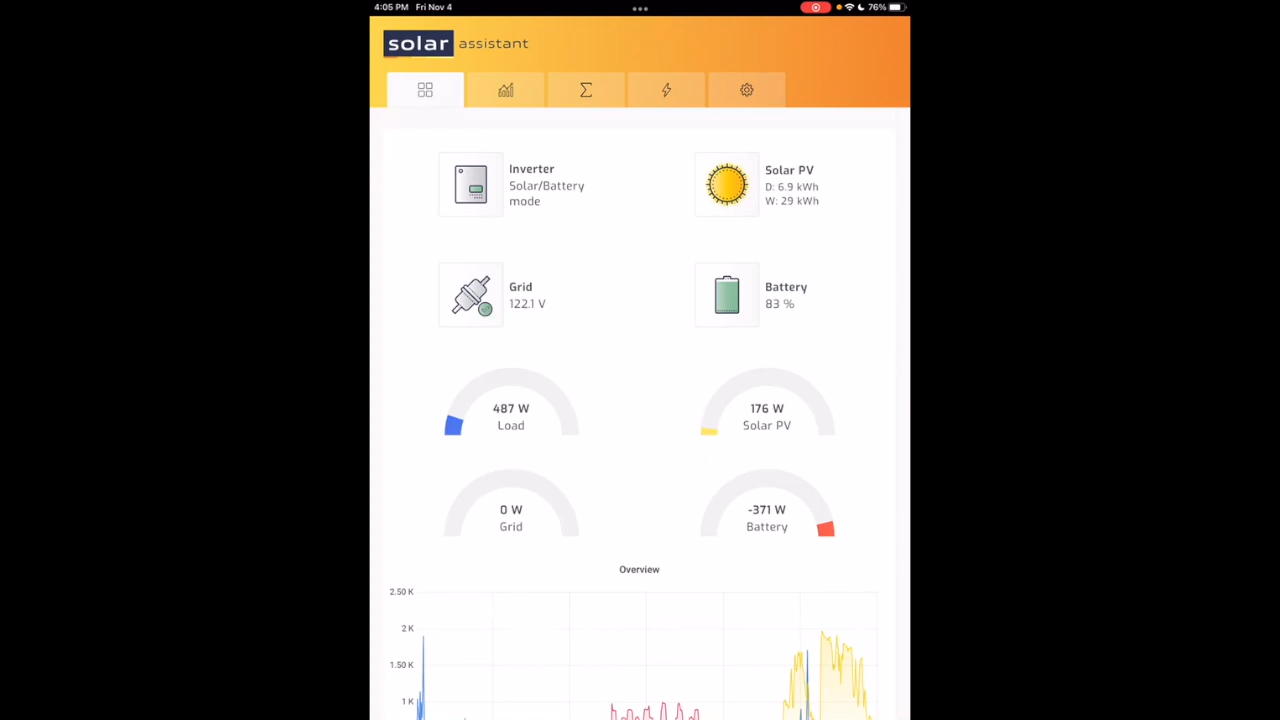 4:05 PM Fri Nov 4
76%
solar assistant
Inverter
Solar/Battery
mode
Solar PV
D: 6.9 kWh
W: 29 kWh
Grid
122.1 V
Battery
83 %
487 W
Load
176 W
Solar PV
0 W
Grid
-371 W
Battery
Overview
2.50 K
2 K
1.50 K
1 K